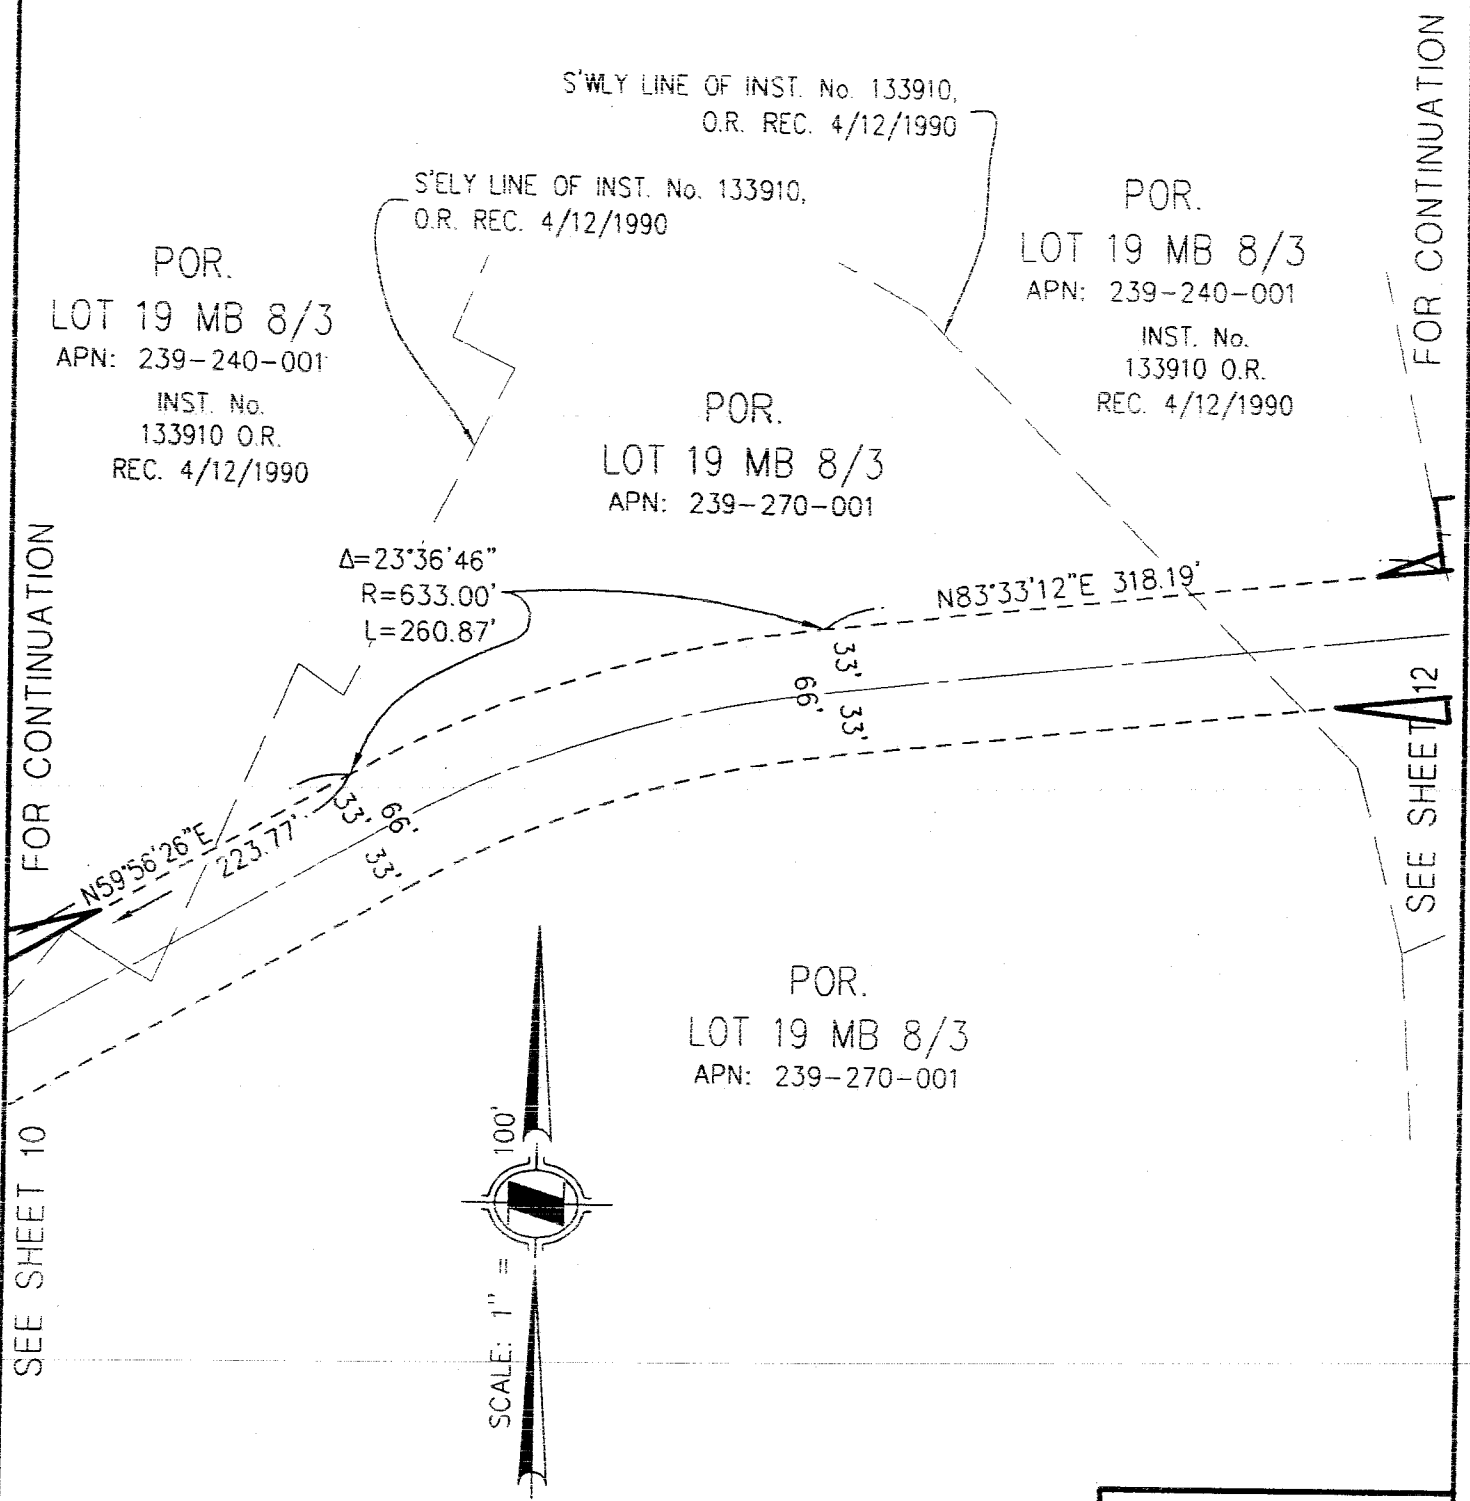 S'WLY LINE OF INST. No. 133910,
O.R. REC. 4/12/1990
S'ELY LINE OF INST. No. 133910,
O.R. REC. 4/12/1990
POR.
LOT 19 MB 8/3
APN: 239-240-001
INST. No.
133910 O.R.
REC. 4/12/1990
POR.
LOT 19 MB 8/3
APN: 239-240-001
INST. No.
133910 O.R.
REC. 4/12/1990
POR.
LOT 19 MB 8/3
APN: 239-270-001
Δ=23°36'46"
R=633.00'
L=260.87'
N83°33'12"E 318.19'
33'
66'
33'
N59°56'26"E
223.77'
33'
66'
33'
POR.
LOT 19 MB 8/3
APN: 239-270-001
SCALE: 1" = 100'
FOR CONTINUATION
SEE SHEET 10
FOR CONTINUATION
SEE SHEET 12